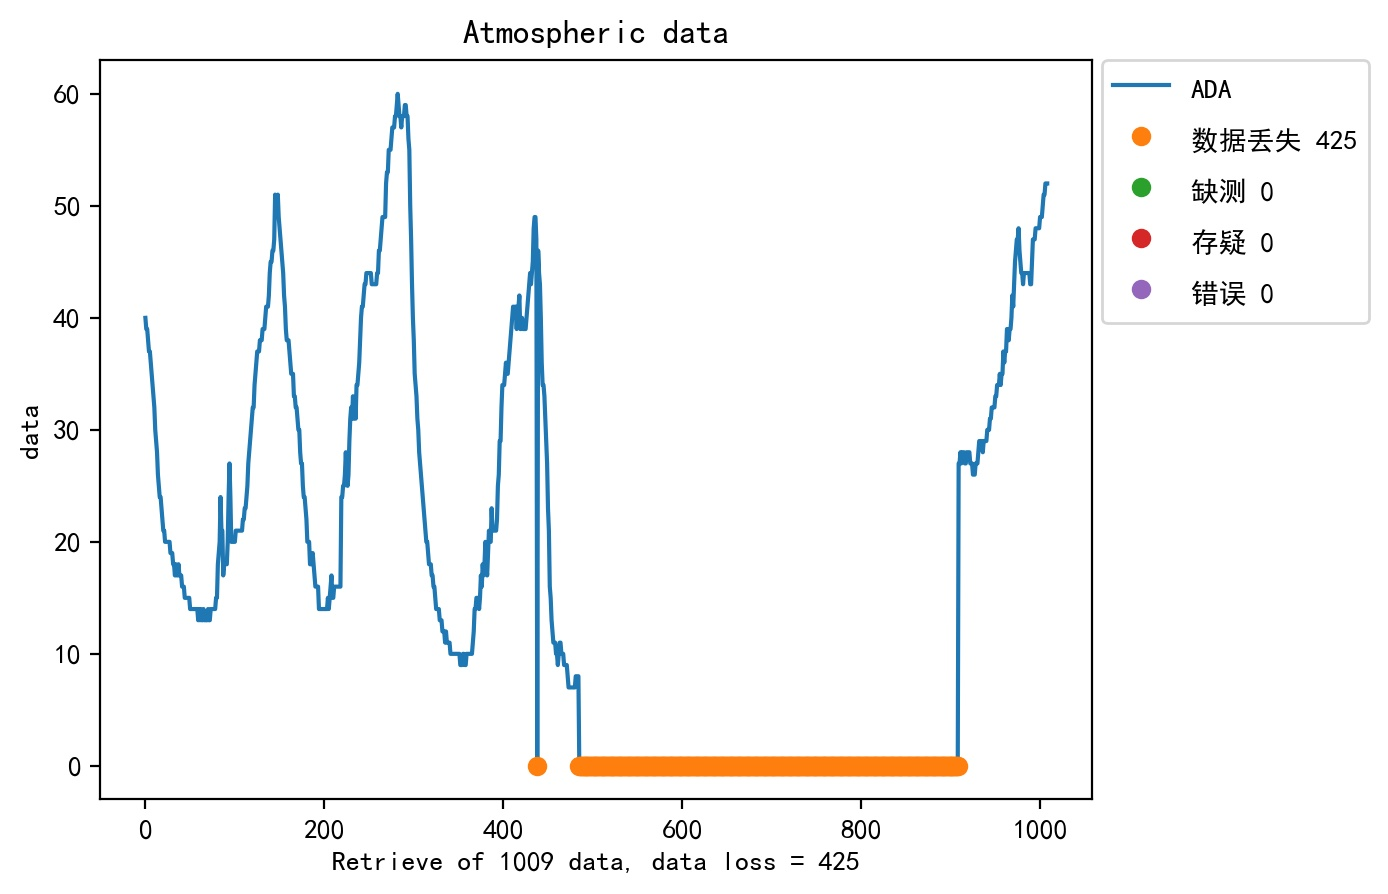 Atmospheric data
ADA
数据丢失 425
缺测 0
存疑 0
错误 0
data
60
50
40
30
20
10
0
0 200 400 600 800 1000
Retrieve of 1009 data, data loss = 425